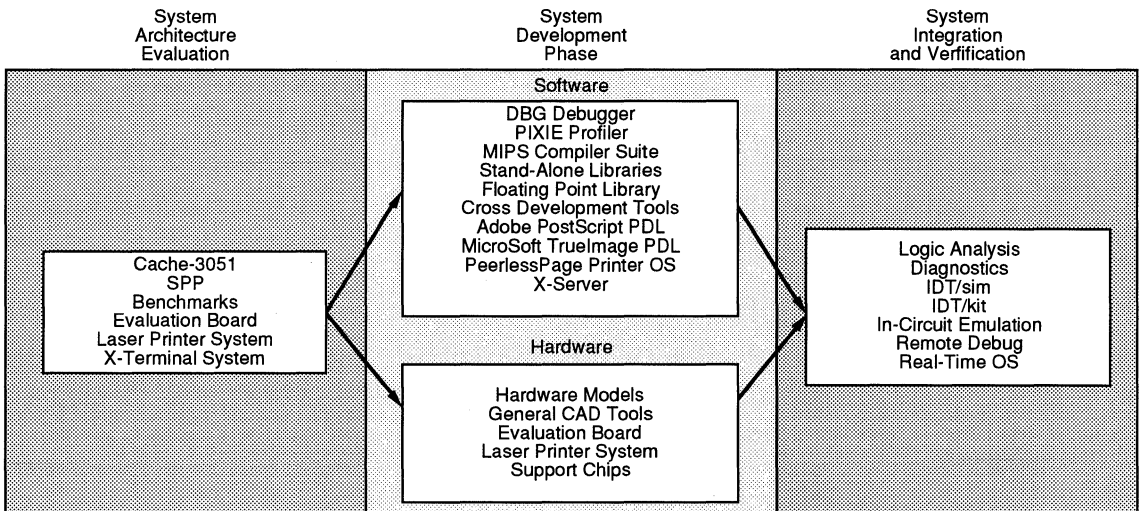 System
Architecture
Evaluation
System
Development
Phase
System
Integration
and Verfification
Software
DBG Debugger
PIXIE Profiler
MIPS Compiler Suite
Stand-Alone Libraries
Floating Point Library
Cross Development Tools
Adobe PostScript PDL
MicroSoft TrueImage PDL
PeerlessPage Printer OS
X-Server
Cache-3051
SPP
Benchmarks
Evaluation Board
Laser Printer System
X-Terminal System
Hardware
Hardware Models
General CAD Tools
Evaluation Board
Laser Printer System
Support Chips
Logic Analysis
Diagnostics
IDT/sim
IDT/kit
In-Circuit Emulation
Remote Debug
Real-Time OS